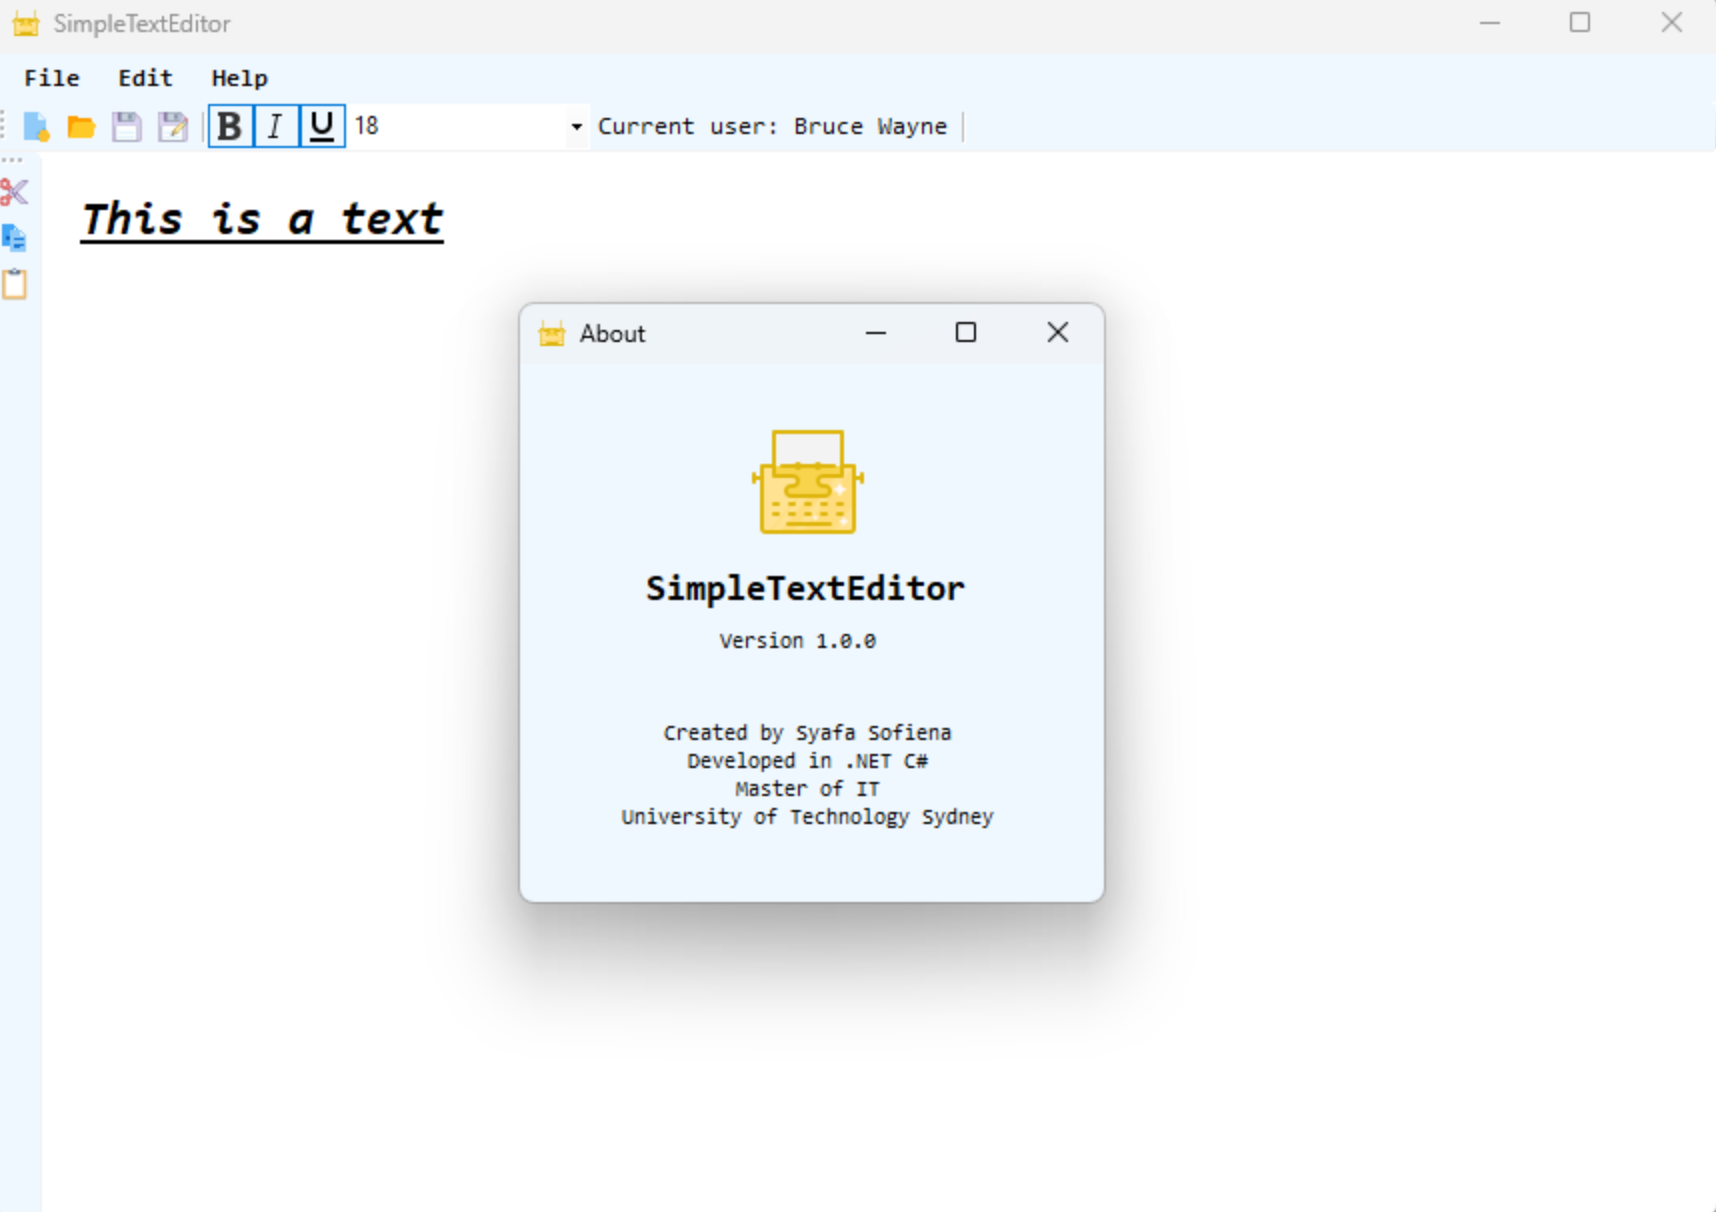 SimpleTextEditor
File Edit Help
B I U 18 Current user: Bruce Wayne
This is a text
About
SimpleTextEditor
Version 1.0.0
Created by Syafa Sofiena
Developed in .NET C#
Master of IT
University of Technology Sydney